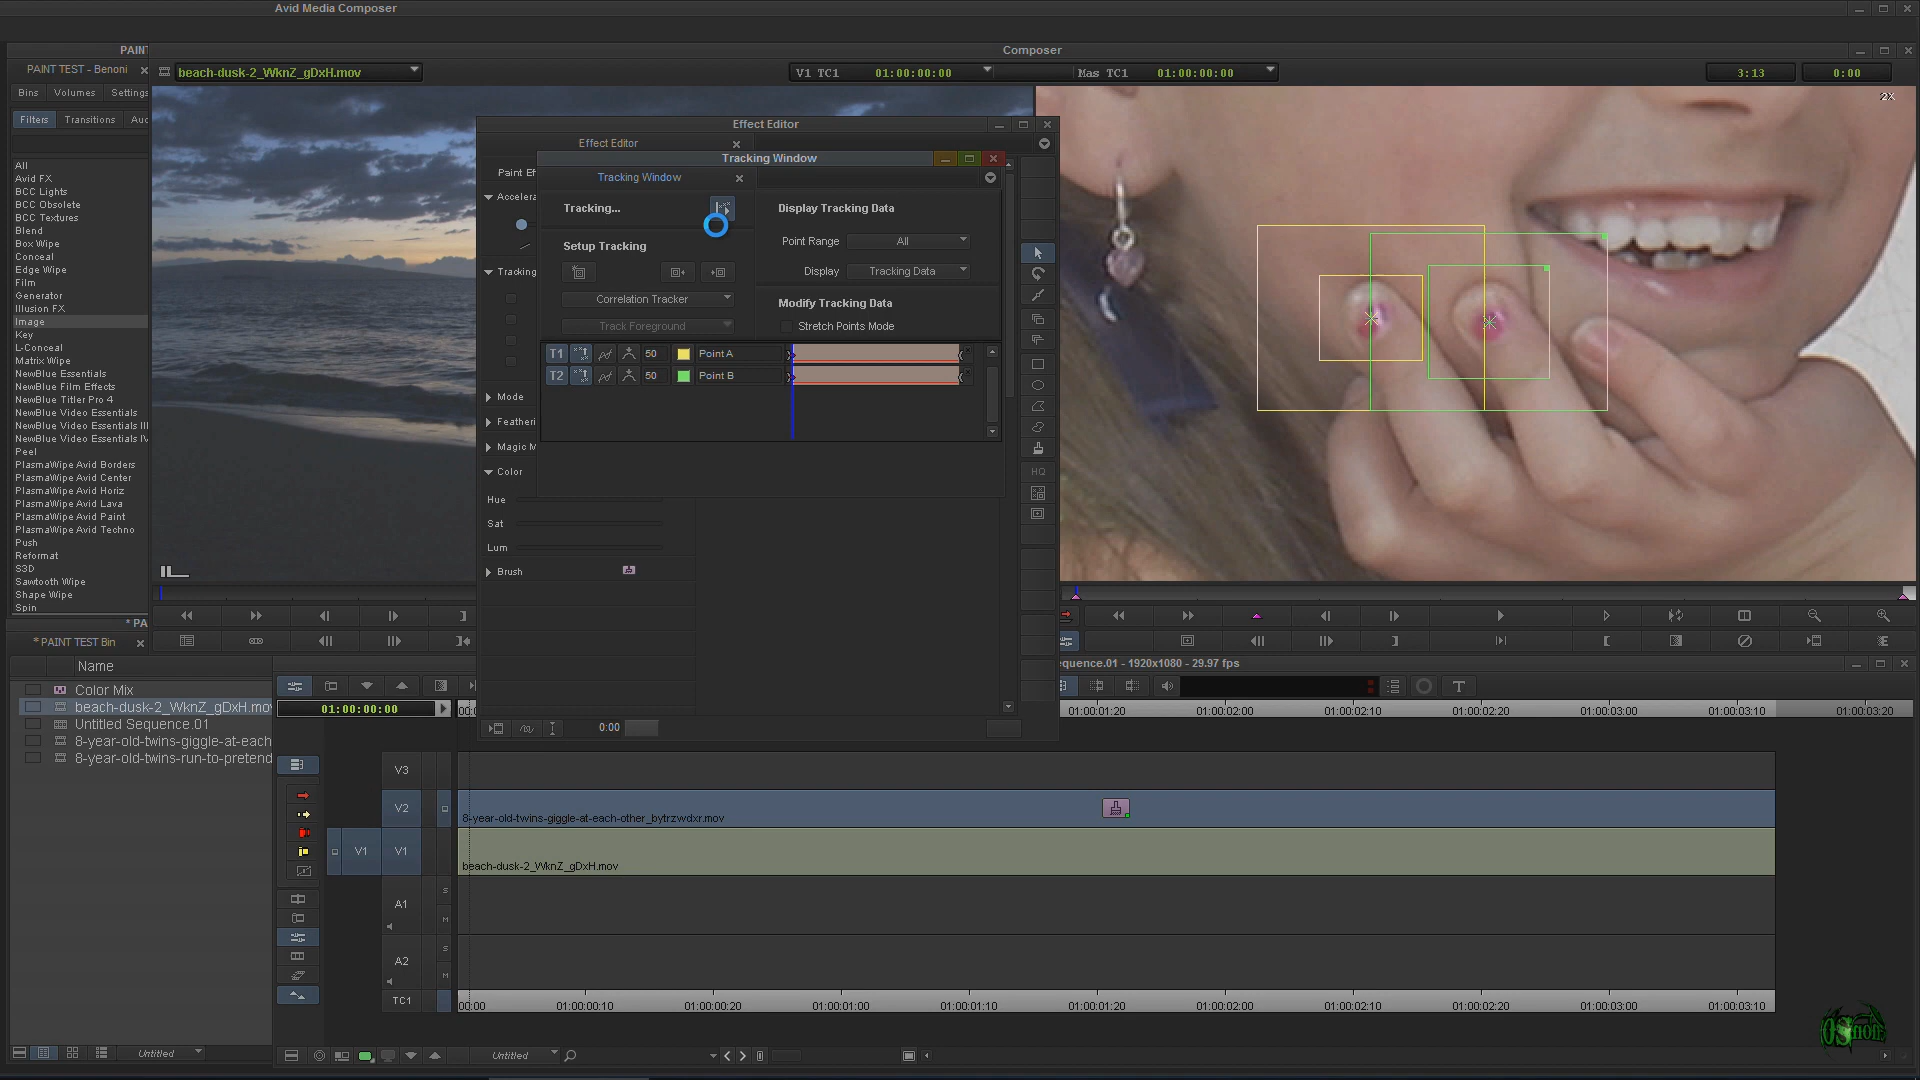 Avid Media Composer
PAINT
Composer
PAINT TEST - Benoni
beach-dusk-2_WknZ_gDxH.mov
V1 TC1 01:00:00:00
Mas TC1 01:00:00:00
3:13
0:00
Bins Volumes Settings
2X
Filters Transitions Auc
Effect Editor
Effect Editor
Tracking Window
All
Avid FX
BCC Lights
BCC Obsolete
BCC Textures
Blend
Box Wipe
Conceal
Edge Wipe
Film
Generator
Illusion FX
Image
Key
L-Conceal
Matrix Wipe
NewBlue Essentials
NewBlue Film Effects
NewBlue Titler Pro 4
NewBlue Video Essentials
NewBlue Video Essentials III
NewBlue Video Essentials IV
Peel
PlasmaWipe Avid Borders
PlasmaWipe Avid Center
PlasmaWipe Avid Horiz
PlasmaWipe Avid Lava
PlasmaWipe Avid Paint
PlasmaWipe Avid Techno
Push
Reformat
S3D
Sawtooth Wipe
Shape Wipe
Spin
Paint Ef
Accelera
Tracking
Mode
Featheri
Magic M
Color
Hue
Sat
Lum
Brush
0:00
Tracking Window
Tracking...
Setup Tracking
Correlation Tracker
Track Foreground
Display Tracking Data
Point Range All
Display Tracking Data
Modify Tracking Data
Stretch Points Mode
T1 50 Point A
T2 50 Point B
HQ
* PA
* PAINT TEST Bin
Name
Color Mix
beach-dusk-2_WknZ_gDxH.mov
Untitled Sequence.01
8-year-old-twins-giggle-at-each
8-year-old-twins-run-to-pretend
Untitled
equence.01 - 1920x1080 - 29.97 fps
T
01:00:00:00
00:0
01:00:01:20 01:00:02:00 01:00:02:10 01:00:02:20 01:00:03:00 01:00:03:10 01:00:03:20
V3
V2
8-year-old-twins-giggle-at-each-other_bytrzwdxr.mov
V1 V1
beach-dusk-2_WknZ_gDxH.mov
A1
S
M
A2
S
M
TC1
00:00 01:00:00:10 01:00:00:20 01:00:01:00 01:00:01:10 01:00:01:20 01:00:02:00 01:00:02:10 01:00:02:20 01:00:03:00 01:00:03:10
Untitled